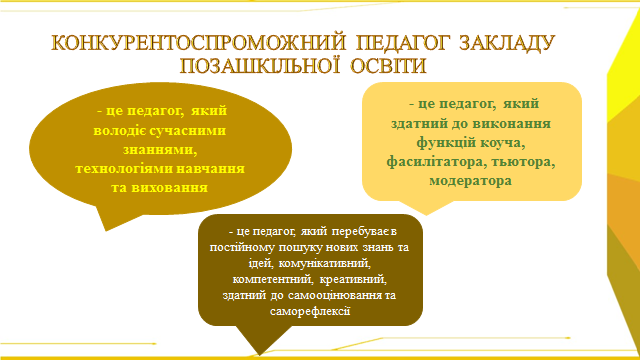 КОНКУРЕНТОСПРОМОЖНИЙ ПЕДАГОГ ЗАКЛАДУ
ПОЗАШКІЛЬНОЇ ОСВІТИ
- це педагог, який
володіє сучасними
знаннями,
технологіями навчання
та виховання
- це педагог, який
здатний до виконання
функцій коуча,
фасилітатора, тьютора,
модератора
- це педагог, який перебуває в
постійному пошуку нових знань та
ідей, комунікативний,
компетентний, креативний,
здатний до самооцінювання та
саморефлексії